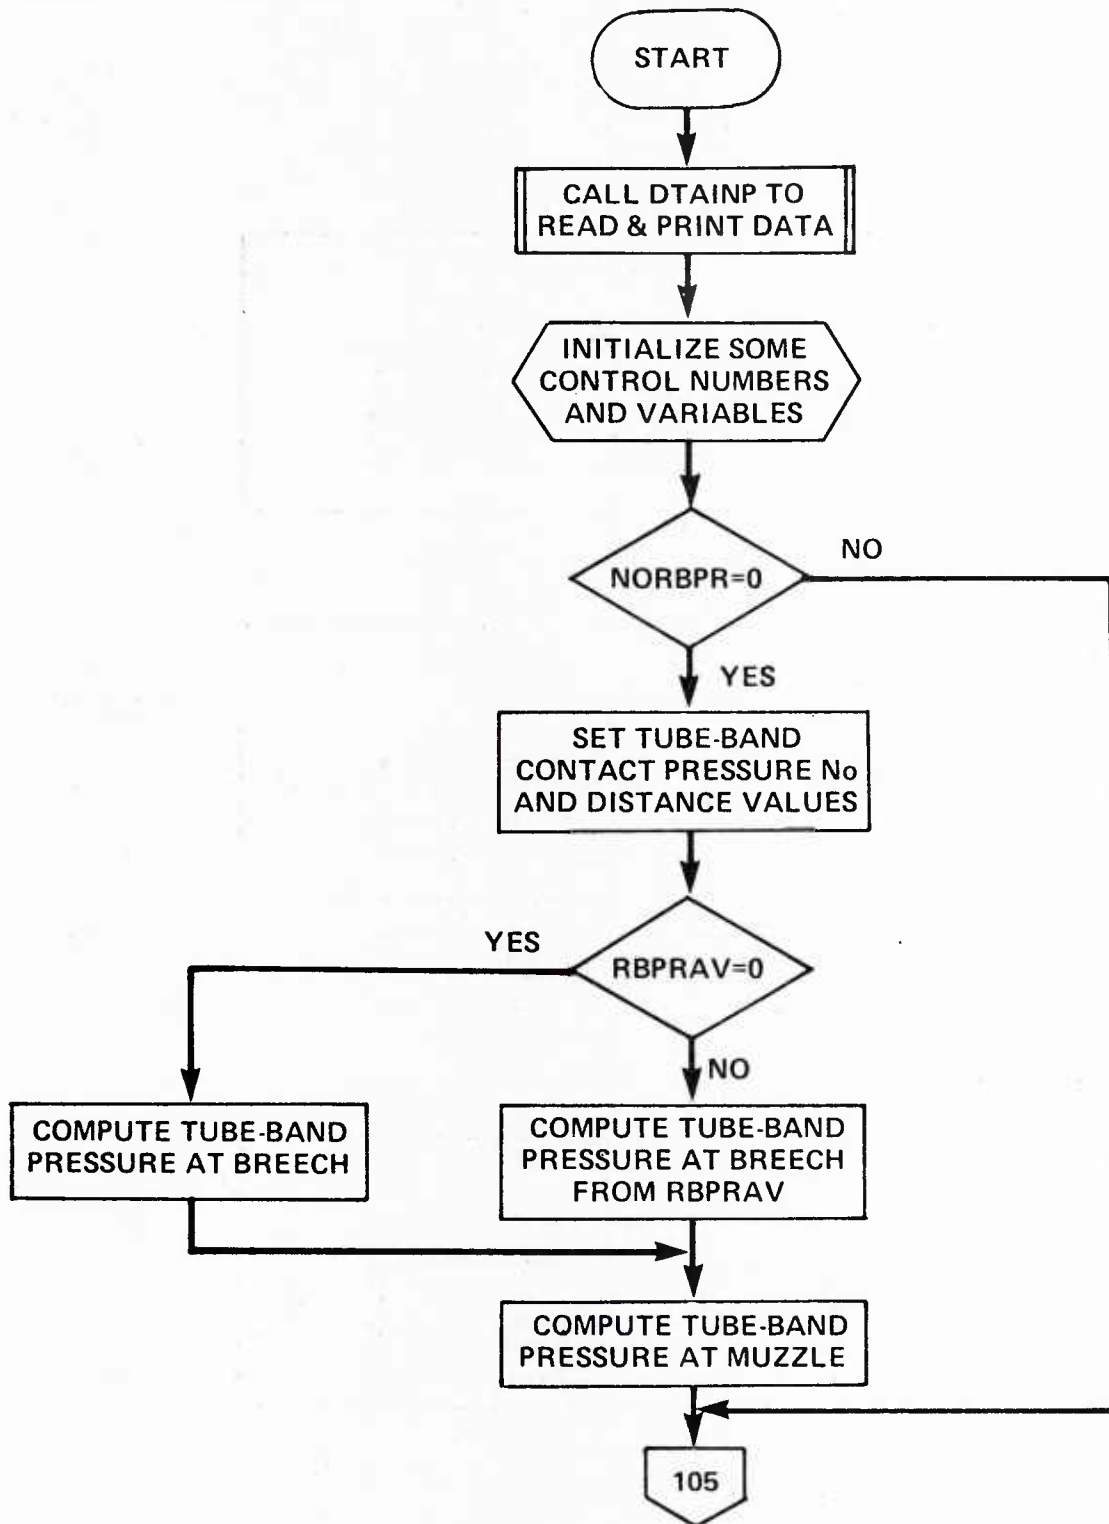 START
CALL DTAINP TO
READ & PRINT DATA
INITIALIZE SOME
CONTROL NUMBERS
AND VARIABLES
NORBPR=0
NO
YES
SET TUBE-BAND
CONTACT PRESSURE No
AND DISTANCE VALUES
RBPRAV=0
YES
NO
COMPUTE TUBE-BAND
PRESSURE AT BREECH
COMPUTE TUBE-BAND
PRESSURE AT BREECH
FROM RBPRAV
COMPUTE TUBE-BAND
PRESSURE AT MUZZLE
105